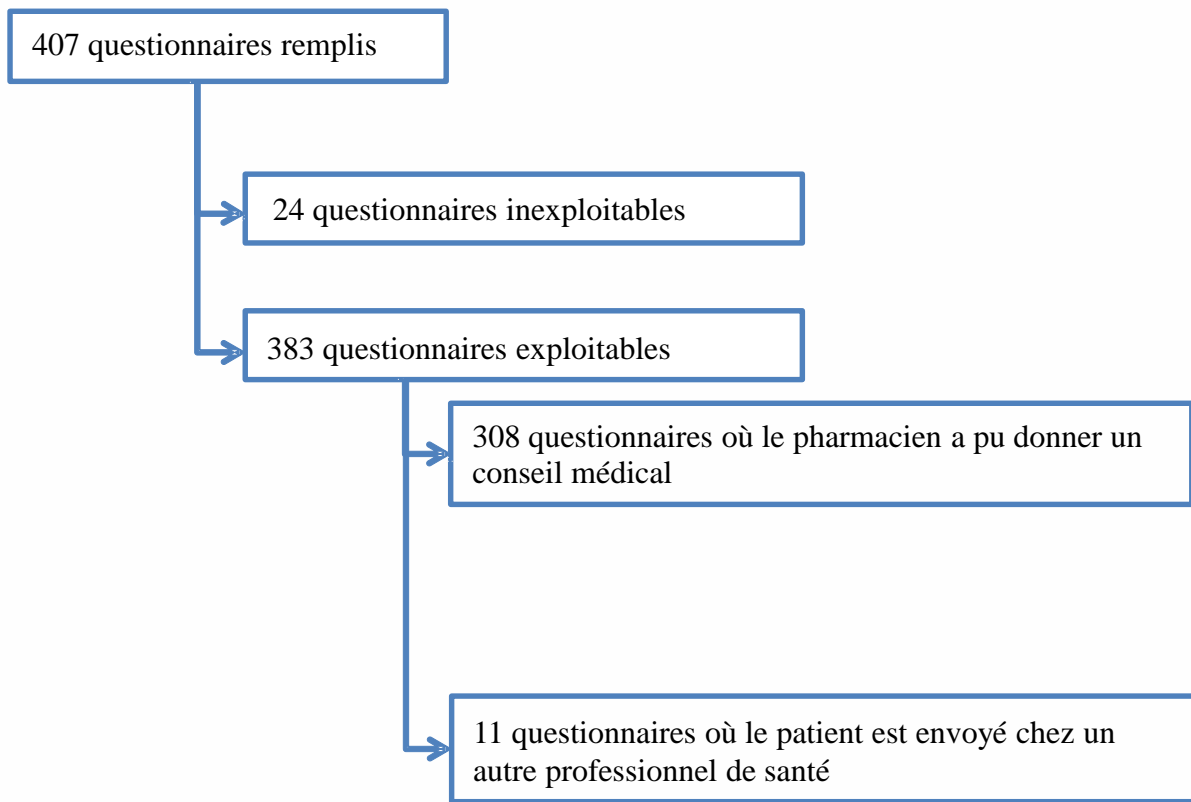 407 questionnaires remplis
24 questionnaires inexploitables
383 questionnaires exploitables
308 questionnaires où le pharmacien a pu donner un
conseil médical
11 questionnaires où le patient est envoyé chez un
autre professionnel de santé